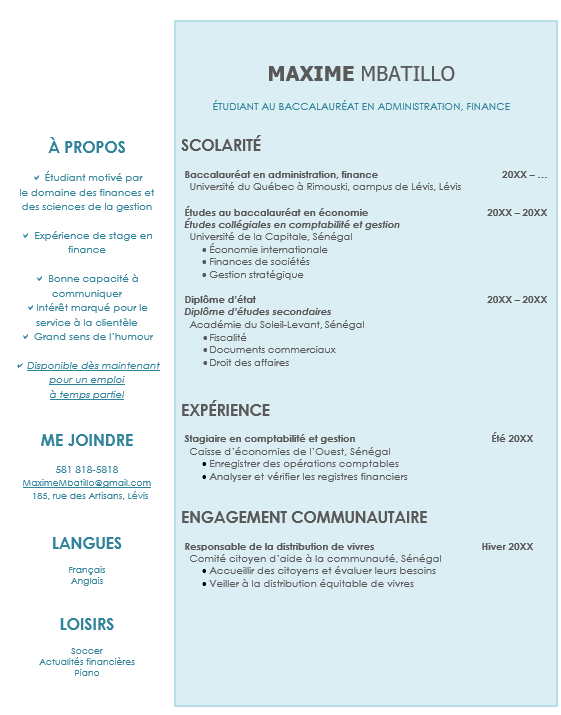 MAXIME MBATILLO
ÉTUDIANT AU BACCALAURÉAT EN ADMINISTRATION, FINANCE
À PROPOS
✓ Étudiant motivé par
le domaine des finances et
des sciences de la gestion
✓ Expérience de stage en
finance
✓ Bonne capacité à
communiquer
✓ Intérêt marqué pour le
service à la clientèle
✓ Grand sens de l'humour
✓ Disponible dès maintenant
pour un emploi
à temps partiel
ME JOINDRE
581 818-5818
MaximeMbatillo@gmail.com
185, rue des Artisans, Lévis
LANGUES
Français
Anglais
LOISIRS
Soccer
Actualités financières
Piano
SCOLARITÉ
Baccalauréat en administration, finance 20XX – ...
Université du Québec à Rimouski, campus de Lévis, Lévis
Études au baccalauréat en économie 20XX – 20XX
Études collégiales en comptabilité et gestion
Université de la Capitale, Sénégal
• Économie internationale
• Finances de sociétés
• Gestion stratégique
Diplôme d'état 20XX – 20XX
Diplôme d'études secondaires
Académie du Soleil-Levant, Sénégal
• Fiscalité
• Documents commerciaux
• Droit des affaires
EXPÉRIENCE
Stagiaire en comptabilité et gestion Été 20XX
Caisse d'économies de l'Ouest, Sénégal
• Enregistrer des opérations comptables
• Analyser et vérifier les registres financiers
ENGAGEMENT COMMUNAUTAIRE
Responsable de la distribution de vivres Hiver 20XX
Comité citoyen d'aide à la communauté, Sénégal
• Accueillir des citoyens et évaluer leurs besoins
• Veiller à la distribution équitable de vivres